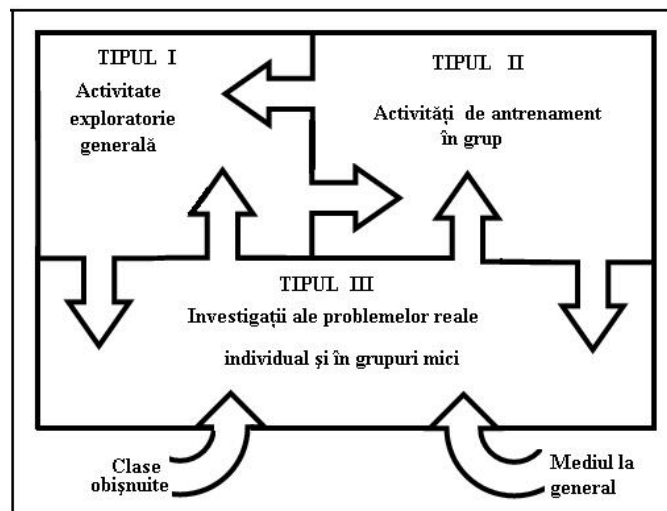 TIPUL I
Activitate
exploratorie
generală
TIPUL II
Activități de antrenament
în grup
TIPUL III
Investigații ale problemelor reale
individual și în grupuri mici
Clase
obișnuite
Mediul la
general